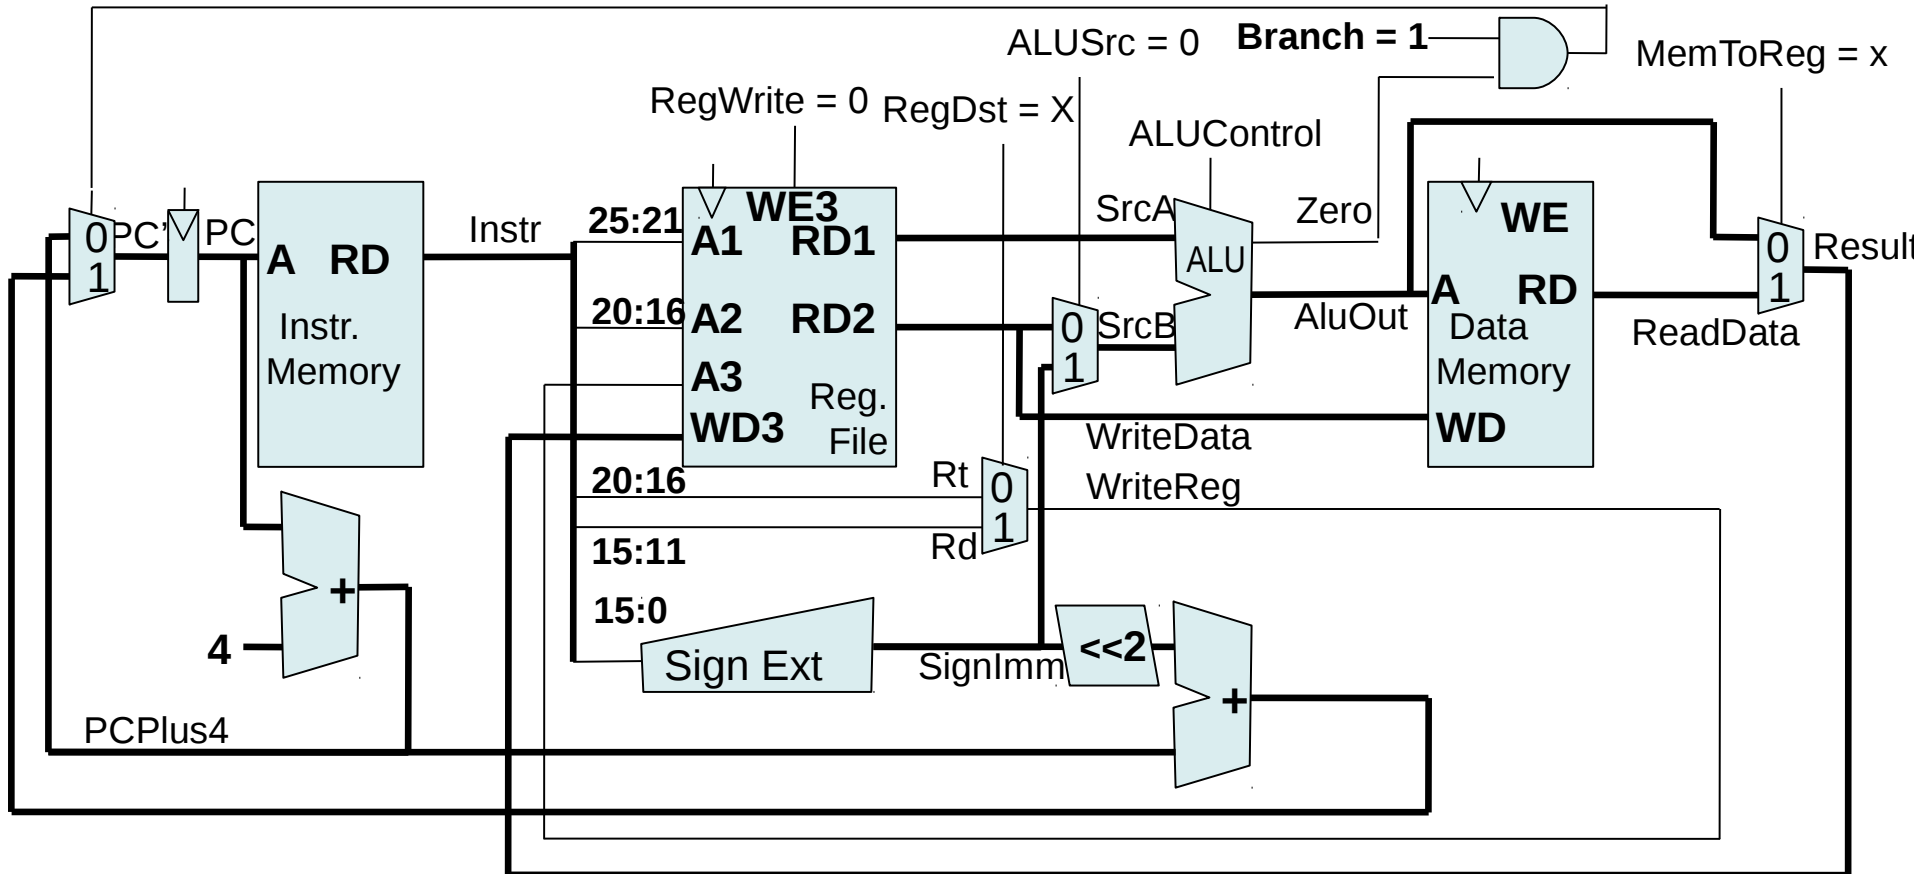 ALUSrc = 0
Branch = 1
MemToReg = x
RegWrite = 0
RegDst = X
ALUControl
PC'
PC
0
1
A RD
Instr.
Memory
Instr
25:21
20:16
WE3
A1 RD1
A2 RD2
A3
WD3
Reg.
File
SrcA
SrcB
0
1
ALU
Zero
AluOut
WE
A RD
Data
Memory
WD
ReadData
0
1
Result
WriteData
WriteReg
20:16
15:11
Rt
Rd
0
1
15:0
Sign Ext
SignImm
<<2
+
4
+
PCPlus4